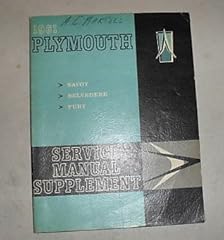 1961
PLYMOUTH
> SAVOY
> BELVEDERE
> FURY
SERVICE
MANUAL
SUPPLEMENT